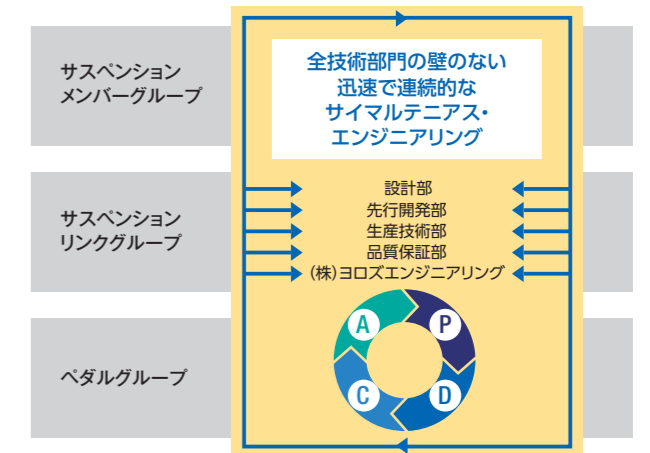 サスペンション
メンバーグループ
全技術部門の壁のない
迅速で連続的な
サイマルテニアス・
エンジニアリング
サスペンション
リンクグループ
設計部
先行開発部
生産技術部
品質保証部
(株)ヨロズエンジニアリング
ペダルグループ
A
P
C
D